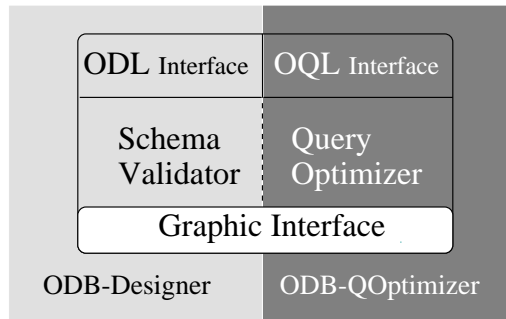 ODL Interface OQL Interface
Schema Query
Validator Optimizer
Graphic Interface
ODB-Designer ODB-QOptimizer